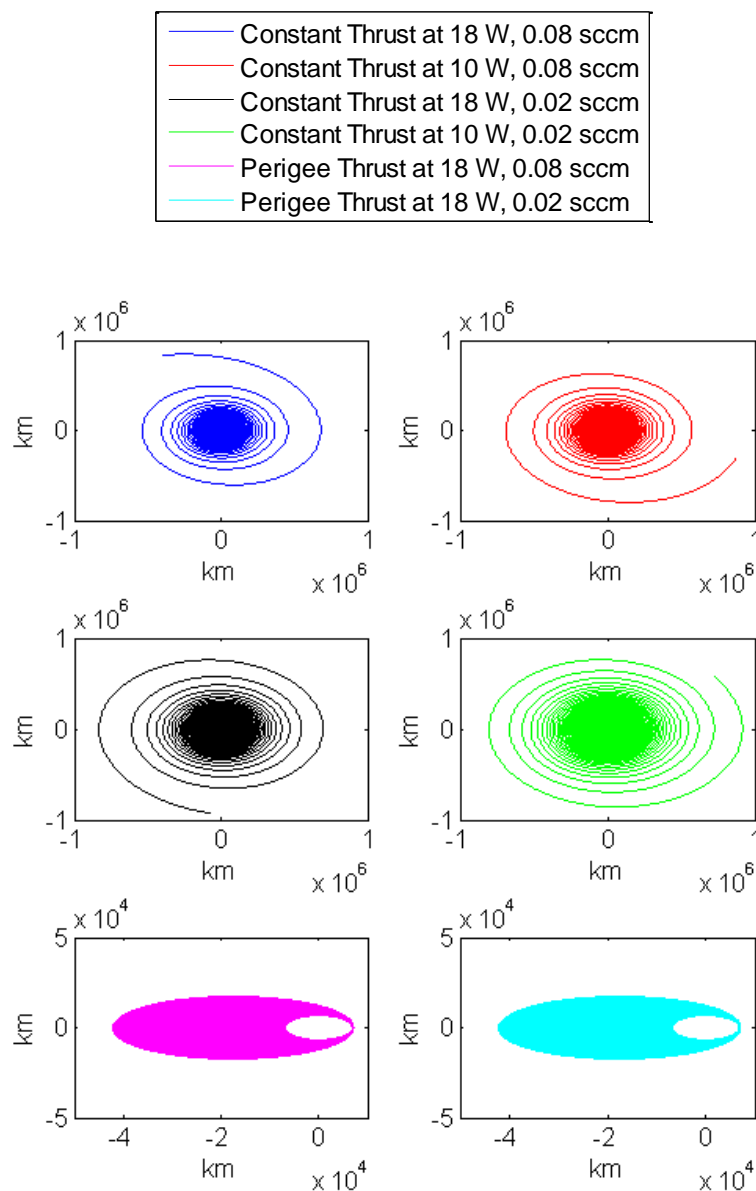 Constant Thrust at 18 W, 0.08 sccm
Constant Thrust at 10 W, 0.08 sccm
Constant Thrust at 18 W, 0.02 sccm
Constant Thrust at 10 W, 0.02 sccm
Perigee Thrust at 18 W, 0.08 sccm
Perigee Thrust at 18 W, 0.02 sccm
x 10^6
1
0
-1
km
-1 0 1
km
x 10^6
x 10^6
1
0
-1
km
-1 0 1
km
x 10^6
x 10^6
1
0
-1
km
-1 0 1
km
x 10^6
x 10^6
1
0
-1
km
-1 0 1
km
x 10^6
x 10^4
5
0
-5
km
-4 -2 0
km
x 10^4
x 10^4
5
0
-5
km
-4 -2 0
km
x 10^4